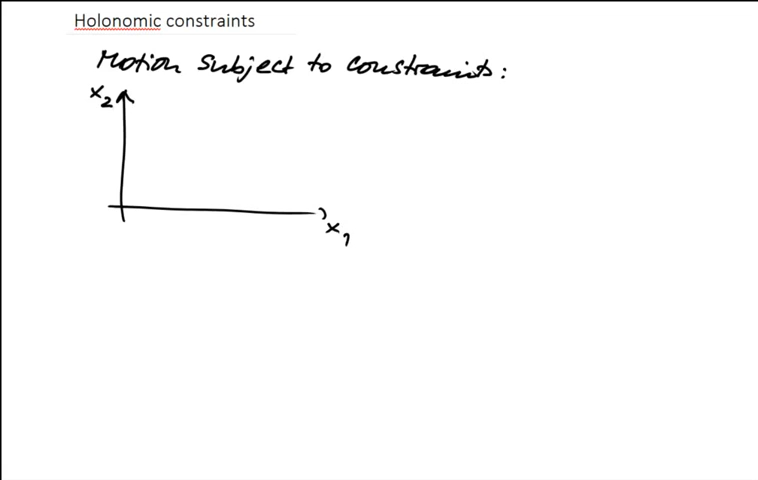 Holonomic constraints
Motion subject to constraints:
x₂
x₁